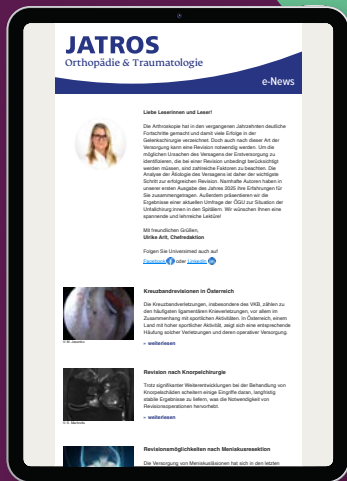 JATROS
Orthopädie & Traumatologie
e-News
Liebe Leserinnen und Leser!
Die Arthroskopie hat in den vergangenen Jahrzehnten deutliche
Fortschritte gemacht und damit viele Erfolge in der
Gelenkschirurgie verzeichnet. Doch auch nach dieser Art der
Versorgung kann eine Revision notwendig werden. Um die
möglichen Ursachen des Versagens der Erstversorgung zu
identifizieren, die bei einer Revision unbedingt berücksichtigt
werden müssen, sind zahlreiche Faktoren zu beachten. Die
Analyse der Ätiologie des Versagens ist daher der wichtigste
Schritt zur erfolgreichen Revision. Namhafte Autoren haben in
unserer ersten Ausgabe des Jahres 2025 ihre Erfahrungen für
Sie zusammengetragen. Außerdem präsentieren wir die
Ergebnisse einer aktuellen Umfrage der ÖGU zur Situation der
Unfallchirurg:innen in den Spitälern. Wir wünschen Ihnen eine
spannende und lehrreiche Lektüre!
Mit freundlichen Grüßen,
Ulrike Arlt, Chefredaktion
Folgen Sie Universimed auch auf
Facebook oder LinkedIn
Kreuzbandrevisionen in Österreich
Die Kreuzbandverletzungen, insbesondere des VKB, zählen zu
den häufigsten ligamentären Knieverletzungen, vor allem im
Zusammenhang mit sportlichen Aktivitäten. In Österreich, einem
Land mit hoher sportlicher Aktivität, zeigt sich eine entsprechende
Häufung solcher Verletzungen und deren operativer Versorgung.
» weiterlesen
Revision nach Knorpelchirurgie
Trotz signifikanter Weiterentwicklungen bei der Behandlung von
Knorpelschäden scheitern einige Eingriffe daran, langfristig
stabile Ergebnisse zu liefern, was die Notwendigkeit von
Revisionsoperationen hervorhebt.
» weiterlesen
Revisionsmöglichkeiten nach Meniskusresektion
Die Versorgung von Meniskusläsionen hat sich in den letzten